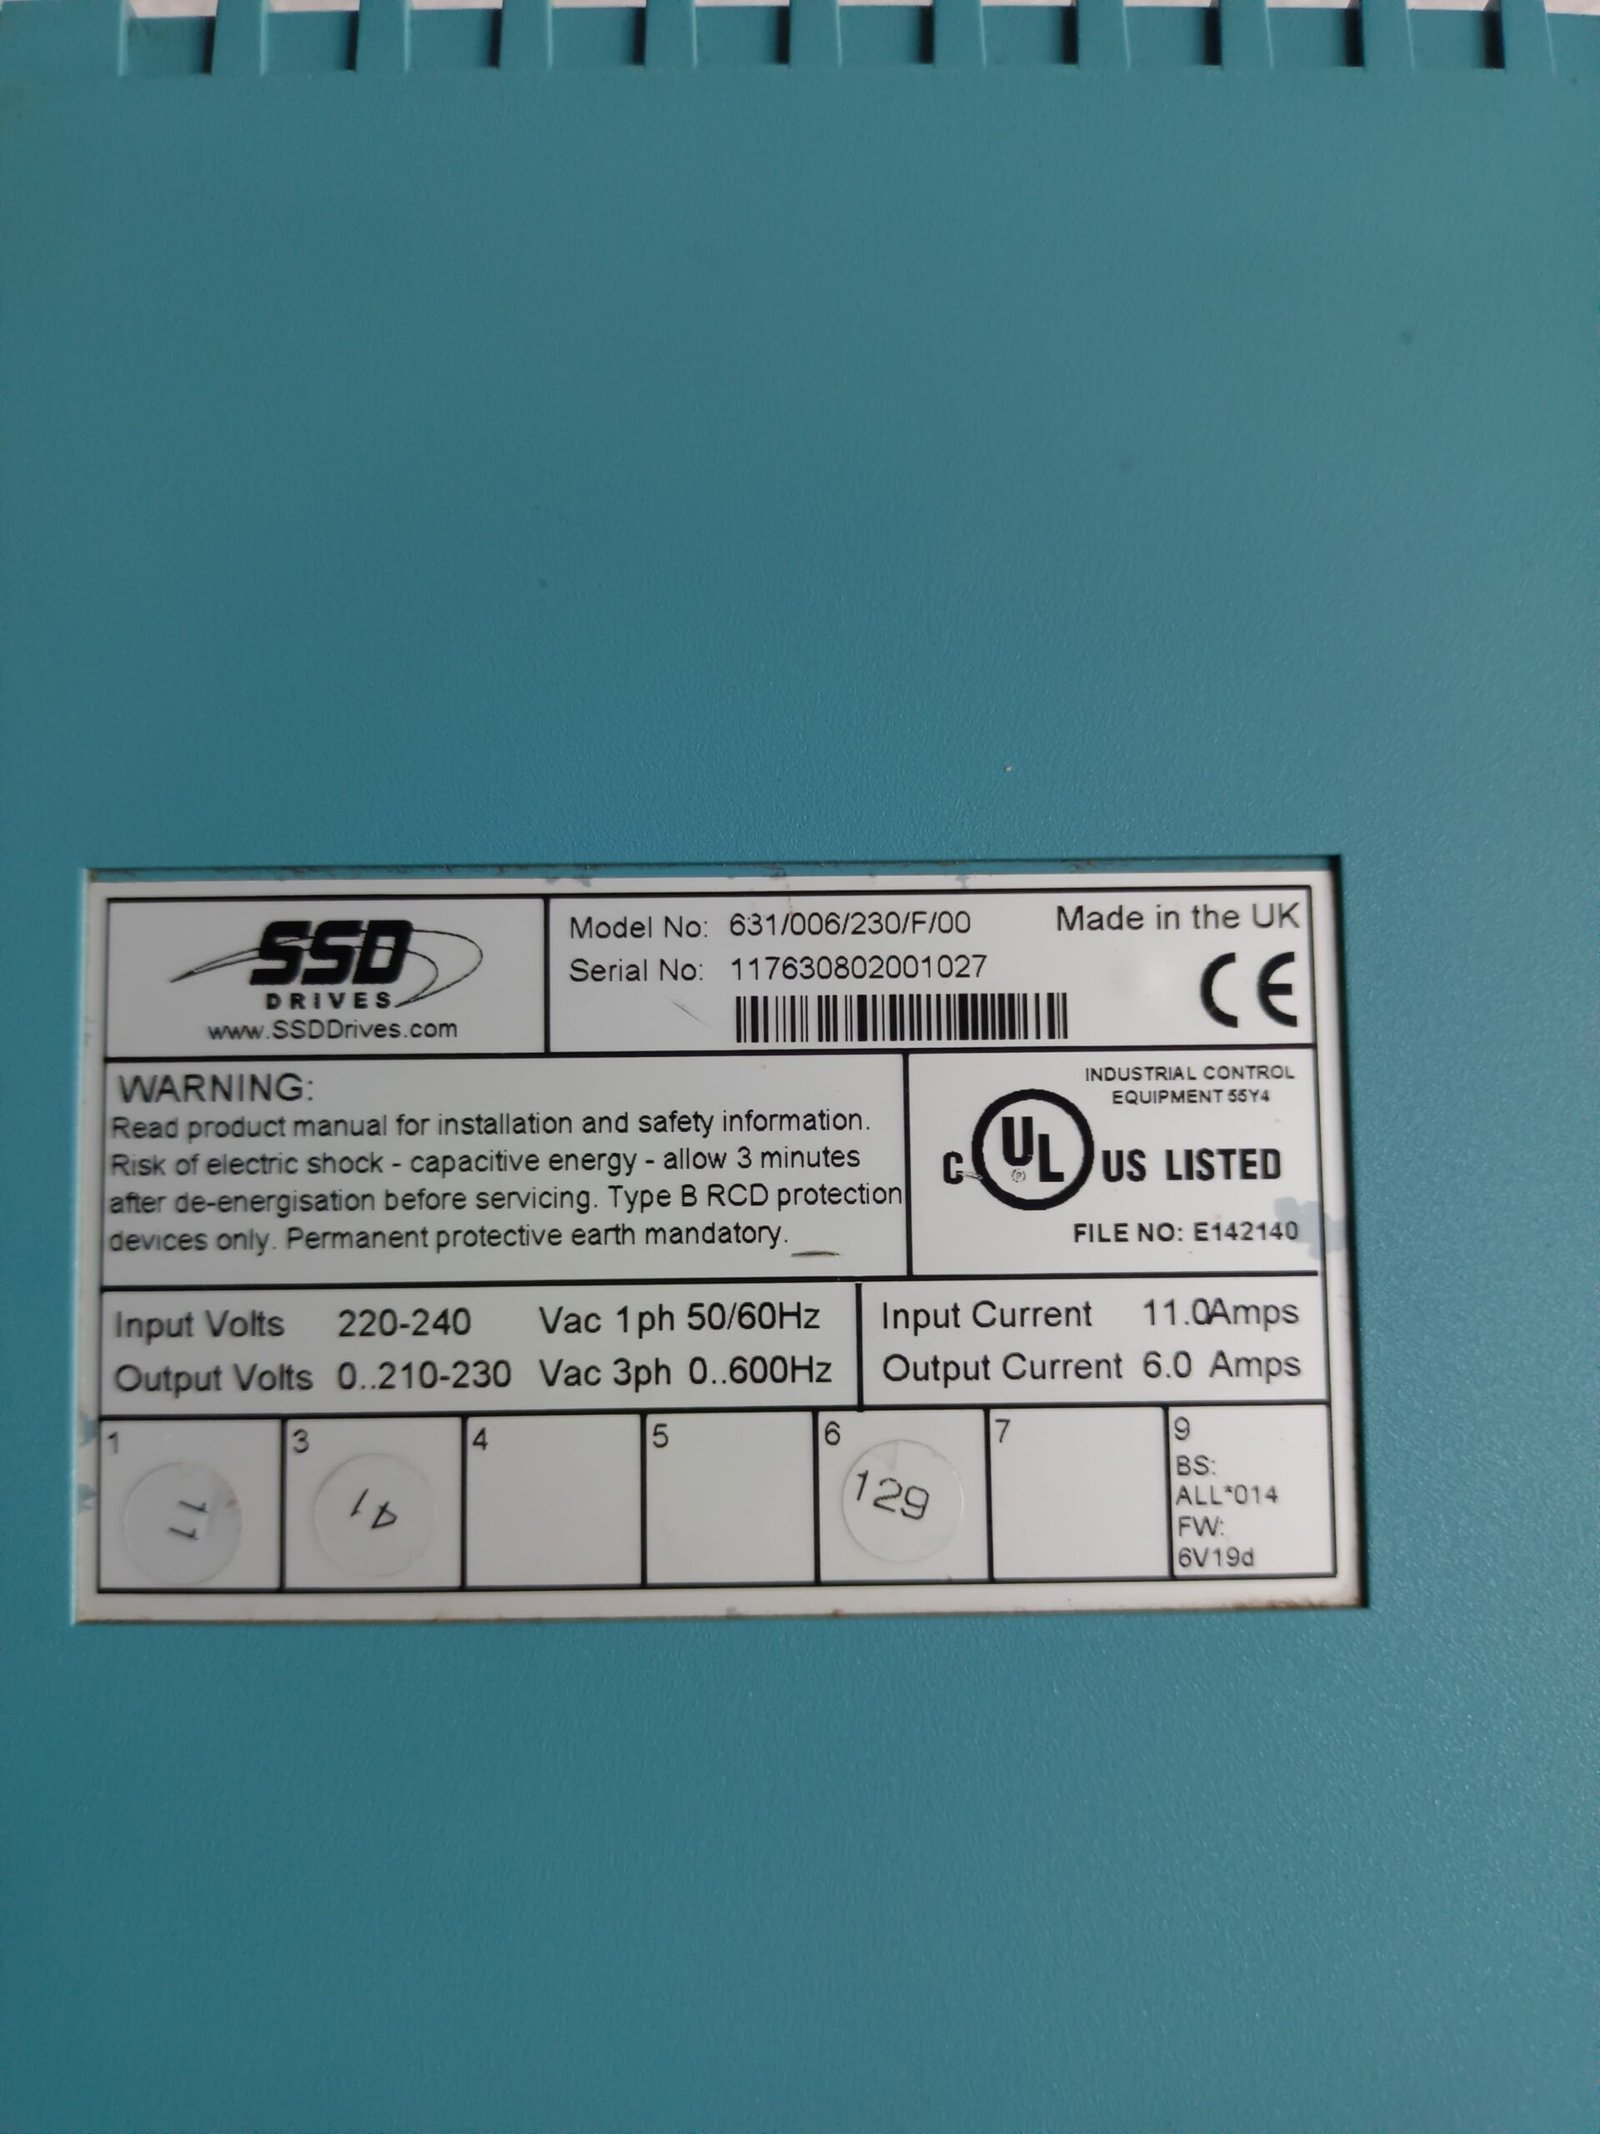 SSD
DRIVES
www.SSDDrives.com
Model No: 631/006/230/F/00
Made in the UK
Serial No: 117630802001027
CE
WARNING:
Read product manual for installation and safety information.
Risk of electric shock - capacitive energy - allow 3 minutes
after de-energisation before servicing. Type B RCD protection
devices only. Permanent protective earth mandatory.
INDUSTRIAL CONTROL
EQUIPMENT 55Y4
C UL US LISTED
FILE NO: E142140
Input Volts 220-240 Vac 1ph 50/60Hz
Output Volts 0..210-230 Vac 3ph 0..600Hz
Input Current 11.0Amps
Output Current 6.0 Amps
1
11
3
4
5
6
129
7
9
BS:
ALL*014
FW:
6V19d